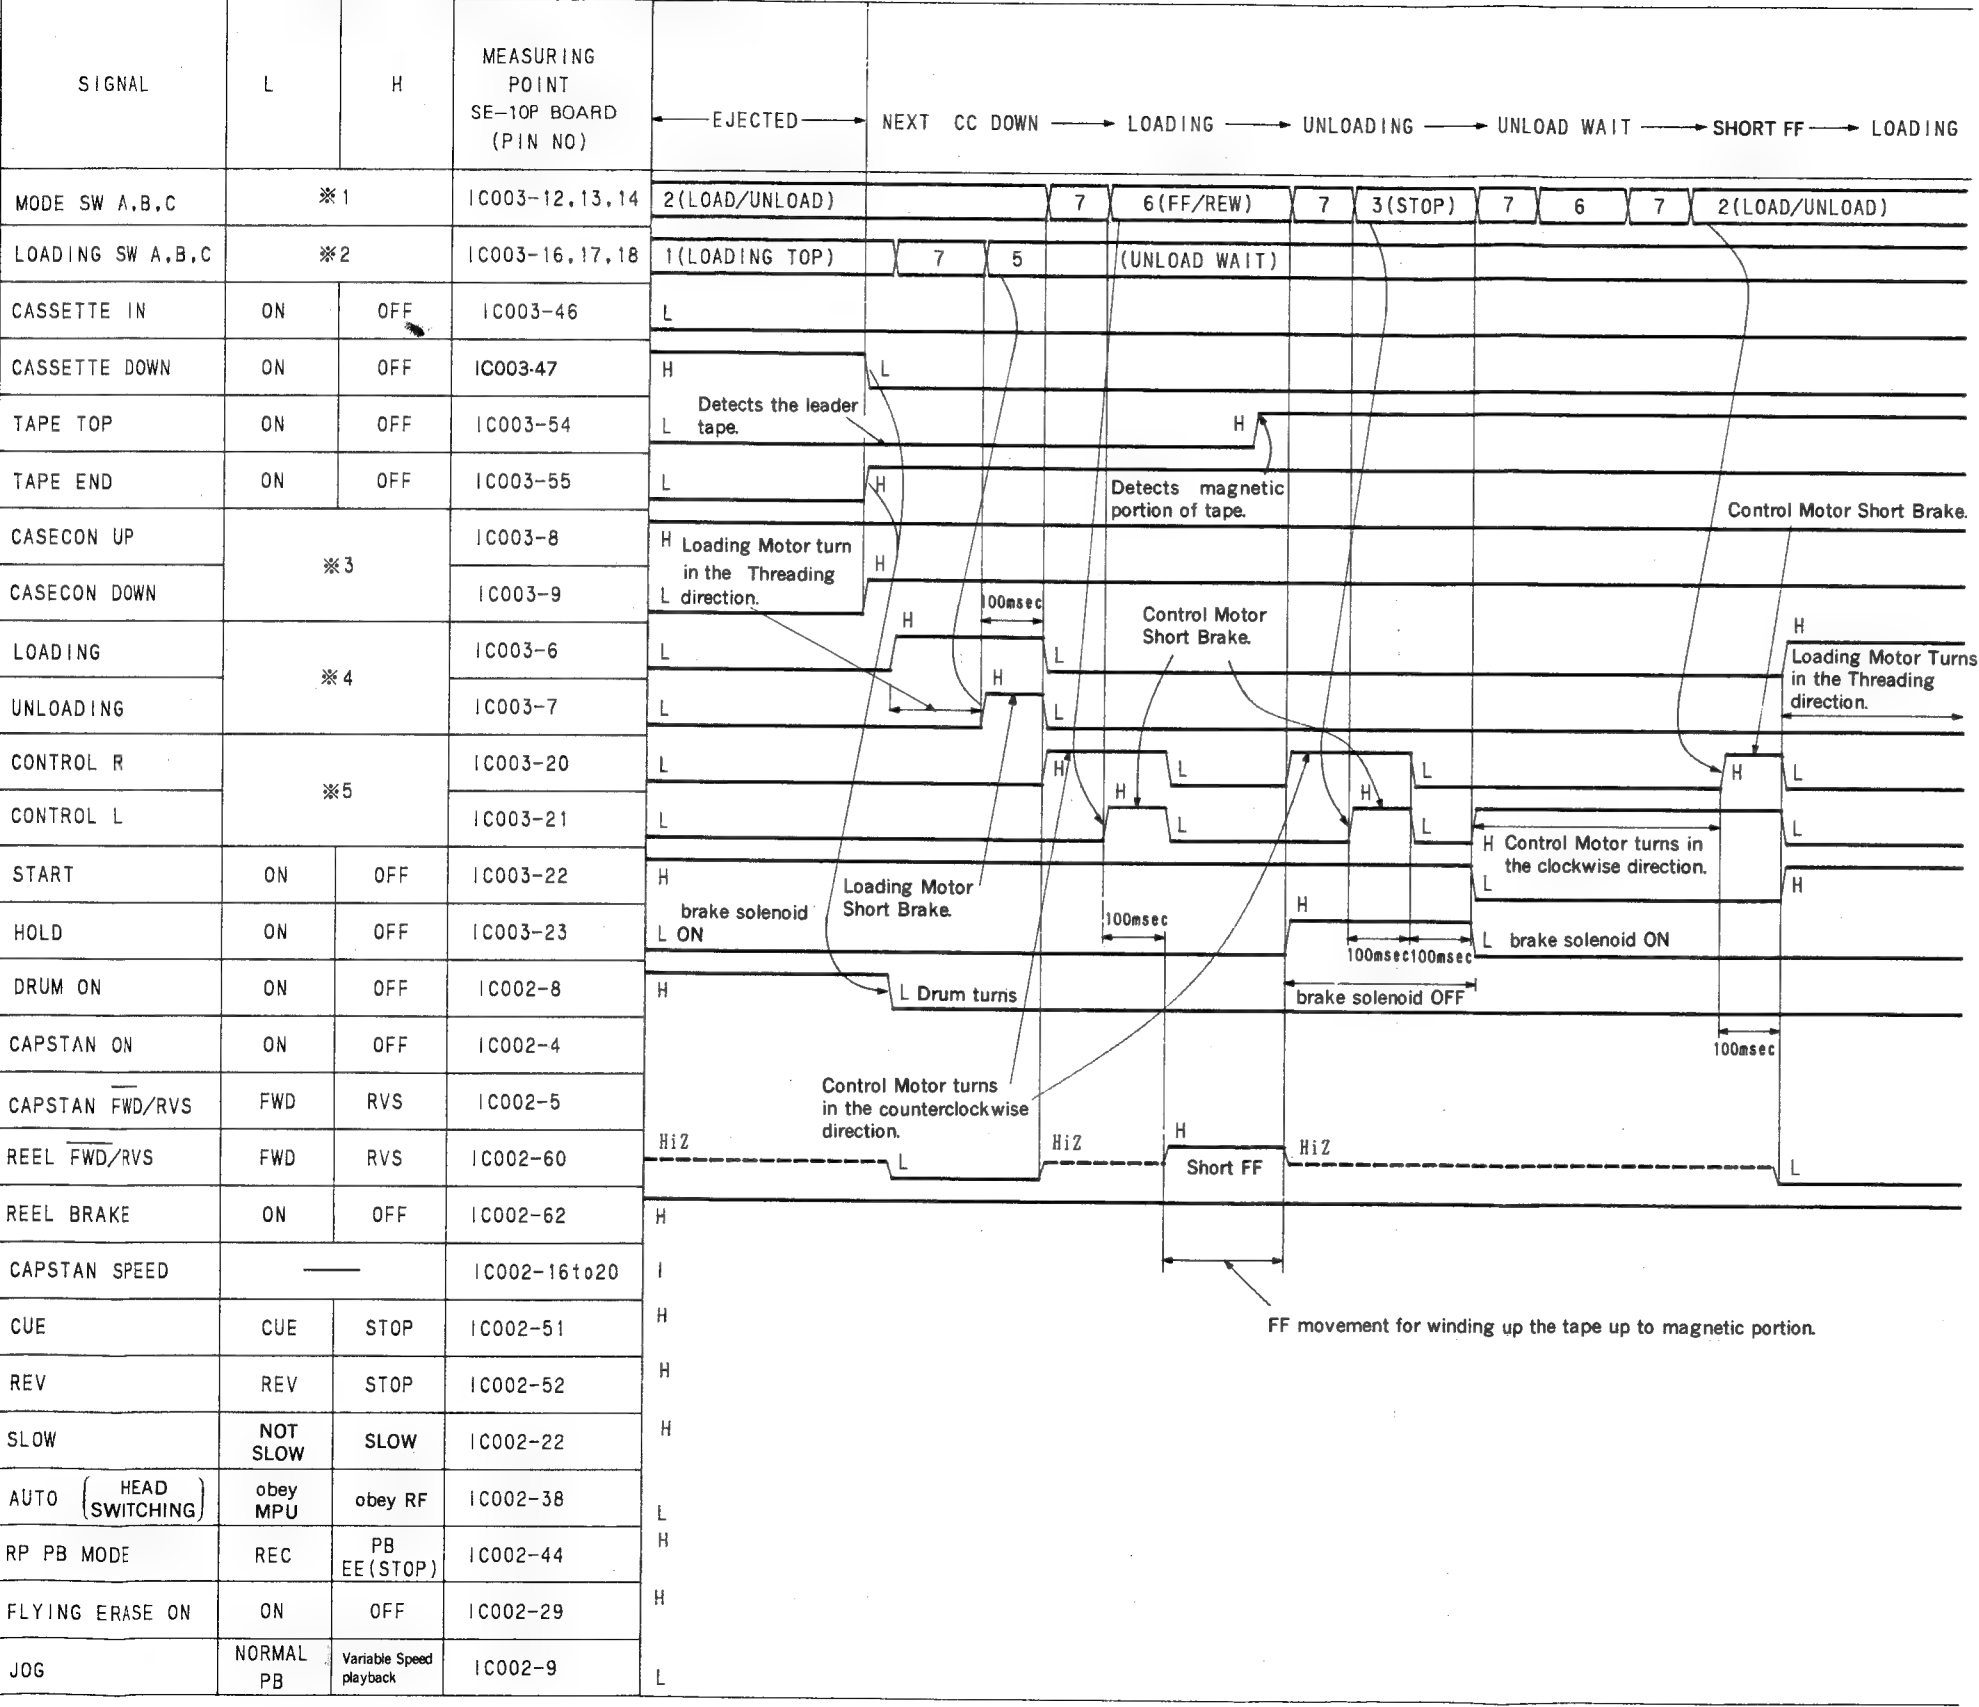 SIGNAL
L
H
MEASURING
POINT
SE-10P BOARD
(PIN NO)
EJECTED
NEXT CC DOWN
LOADING
UNLOADING
UNLOAD WAIT
SHORT FF
LOADING
MODE SW A,B,C
※1
IC003-12,13,14
2(LOAD/UNLOAD)
7
6(FF/REW)
7
3(STOP)
7
6
7
2(LOAD/UNLOAD)
LOADING SW A,B,C
※2
IC003-16,17,18
1(LOADING TOP)
7
5
(UNLOAD WAIT)
CASSETTE IN
ON
OFF
IC003-46
L
CASSETTE DOWN
ON
OFF
IC003-47
H
L
TAPE TOP
ON
OFF
IC003-54
L
Detects the leader
tape.
H
TAPE END
ON
OFF
IC003-55
L
H
Detects magnetic
portion of tape.
Control Motor Short Brake.
CASECON UP
※3
IC003-8
H
Loading Motor turn
in the Threading
direction.
H
CASECON DOWN
IC003-9
L
100msec
Control Motor
Short Brake.
LOADING
※4
IC003-6
L
H
L
H
Loading Motor Turns
in the Threading
direction.
UNLOADING
IC003-7
L
H
L
CONTROL R
※5
IC003-20
L
H
L
L
H
L
CONTROL L
IC003-21
L
H
L
H
L
H Control Motor turns in
the clockwise direction.
L
START
ON
OFF
IC003-22
H
L
H
Loading Motor
Short Brake.
HOLD
ON
OFF
IC003-23
brake solenoid
L ON
100msec
H
100msec
100msec
L brake solenoid ON
brake solenoid OFF
DRUM ON
ON
OFF
IC002-8
H
L Drum turns
CAPSTAN ON
ON
OFF
IC002-4
100msec
CAPSTAN FWD/RVS
FWD
RVS
IC002-5
Control Motor turns
in the counterclockwise
direction.
REEL FWD/RVS
FWD
RVS
IC002-60
HiZ
L
HiZ
H
Short FF
HiZ
L
REEL BRAKE
ON
OFF
IC002-62
H
CAPSTAN SPEED
—
IC002-16to20
I
FF movement for winding up the tape up to magnetic portion.
CUE
CUE
STOP
IC002-51
H
REV
REV
STOP
IC002-52
H
SLOW
NOT
SLOW
SLOW
IC002-22
H
AUTO (HEAD
SWITCHING)
obey
MPU
obey RF
IC002-38
L
RP PB MODE
REC
PB
EE(STOP)
IC002-44
H
FLYING ERASE ON
ON
OFF
IC002-29
H
JOG
NORMAL
PB
Variable Speed
playback
IC002-9
L